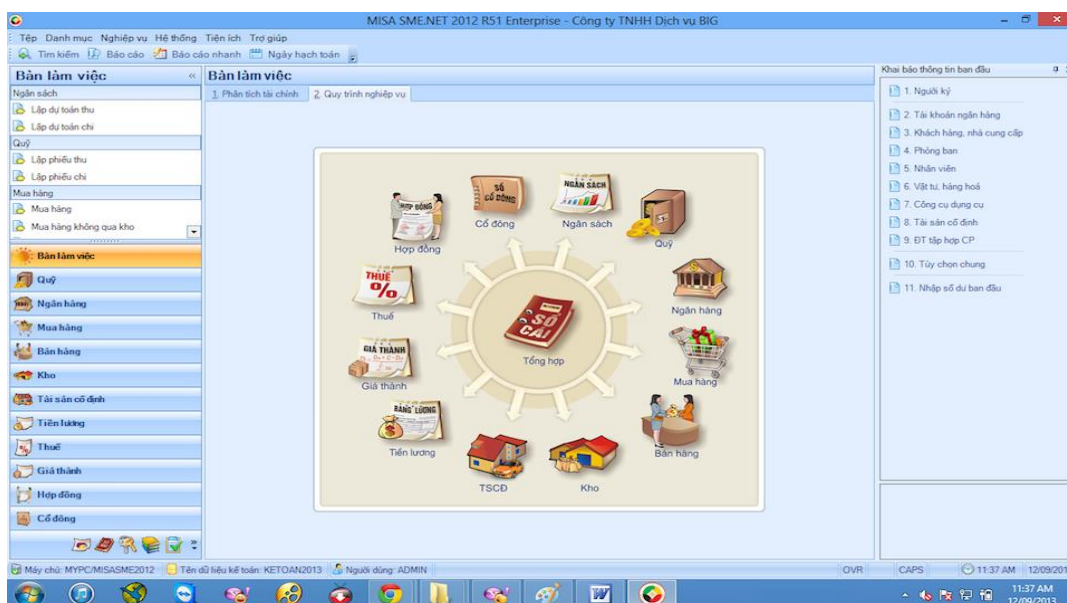 MISA SME.NET 2012 R51 Enterprise - Công ty TNHH Dịch vụ BIG
Tệp Danh mục Nghiệp vụ Hệ thống Tiện ích Trợ giúp
Tìm kiếm Báo cáo Báo cáo nhanh Ngày hạch toán
Bàn làm việc
Ngân sách
Lập dự toán thu
Lập dự toán chi
Quỹ
Lập phiếu thu
Lập phiếu chi
Mua hàng
Mua hàng
Mua hàng không qua kho
Bàn làm việc
Quỹ
Ngân hàng
Mua hàng
Bán hàng
Kho
Tài sản cố định
Tiền lương
Thuế
Giá thành
Hợp đồng
Cổ đông
Bàn làm việc
1. Phân tích tài chính 2. Quy trình nghiệp vụ
HỢP ĐỒNG
Hợp đồng
SỔ
CỔ ĐÔNG
Cổ đông
NGÂN SÁCH
Ngân sách
Quỹ
THUẾ
%
Thuế
Ngân hàng
SỔ
CÁI
Tổng hợp
GIÁ THÀNH
Giá thành
Mua hàng
BẢNG LƯƠNG
Tiền lương
Bán hàng
TSCĐ
Kho
Khai báo thông tin ban đầu
1. Người ký
2. Tài khoản ngân hàng
3. Khách hàng, nhà cung cấp
4. Phòng ban
5. Nhân viên
6. Vật tư, hàng hoá
7. Công cụ dụng cụ
8. Tài sản cố định
9. ĐT tập hợp CP
10. Tùy chọn chung
11. Nhập số dư ban đầu
Máy chủ: MYPC/MISASME2012 Tên dữ liệu kế toán: KETOAN2013 Người dùng: ADMIN OVR CAPS 11:37 AM 12/09/201
11:37 AM
12/09/2013